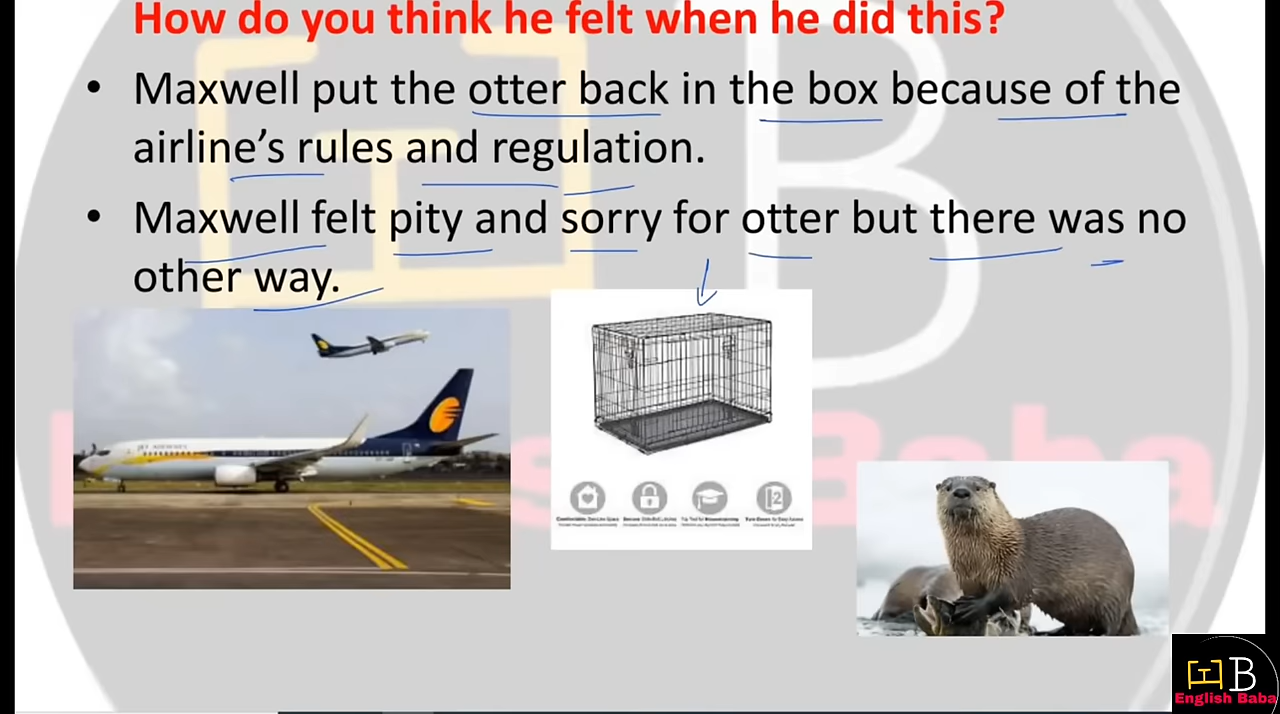 How do you think he felt when he did this?
• Maxwell put the otter back in the box because of the
airline’s rules and regulation.
• Maxwell felt pity and sorry for otter but there was no
other way.
JET AIRWAYS
B
English Baba